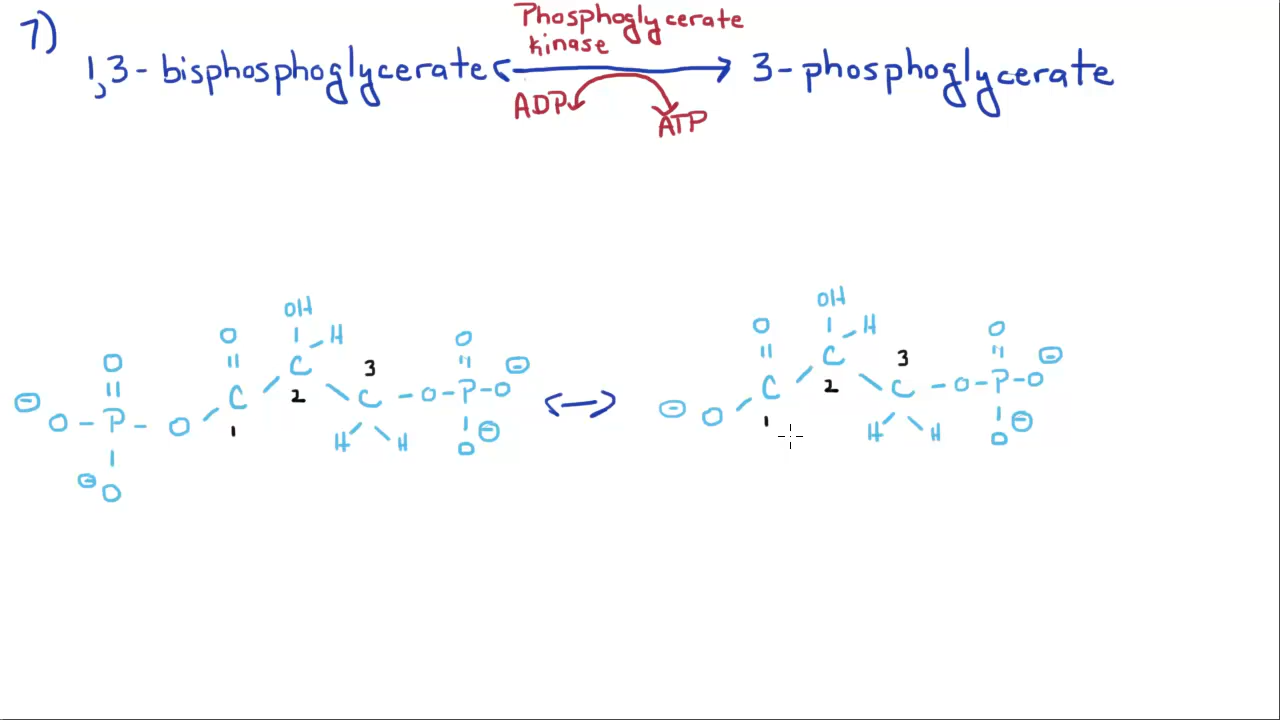 7)
Phosphoglycerate
kinase
1,3-bisphosphoglycerate
3-phosphoglycerate
ADP
ATP
OH
OH
O
O H
O
O H
O
C
3
O
⊖
C
3
O
⊖
⊖
O - P - O
C
1
2
C - O - P - O
⊖ O
C
1
2
C - O - P - O
⊖ O
H H
O ⊖
H H
O ⊖